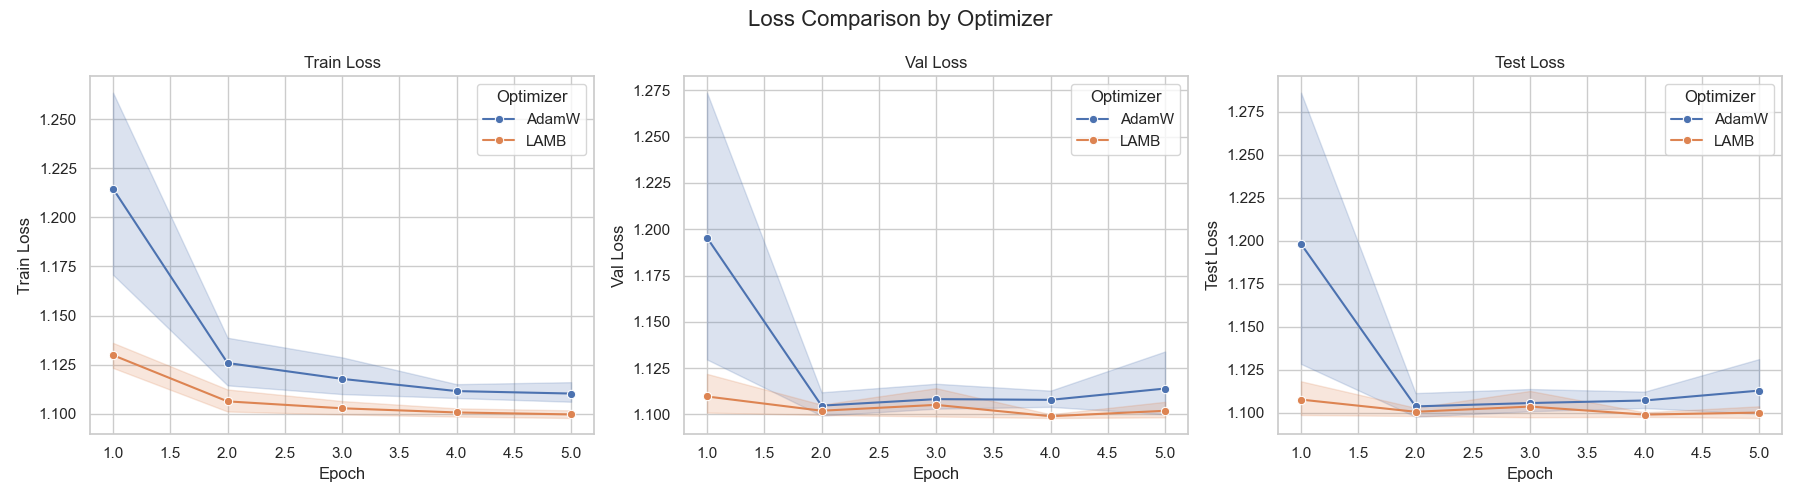 Loss Comparison by Optimizer
Train Loss
Train Loss
1.250
1.225
1.200
1.175
1.150
1.125
1.100
1.0 1.5 2.0 2.5 3.0 3.5 4.0 4.5 5.0
Epoch
Optimizer
AdamW
LAMB
Val Loss
Val Loss
1.275
1.250
1.225
1.200
1.175
1.150
1.125
1.100
1.0 1.5 2.0 2.5 3.0 3.5 4.0 4.5 5.0
Epoch
Optimizer
AdamW
LAMB
Test Loss
Test Loss
1.275
1.250
1.225
1.200
1.175
1.150
1.125
1.100
1.0 1.5 2.0 2.5 3.0 3.5 4.0 4.5 5.0
Epoch
Optimizer
AdamW
LAMB